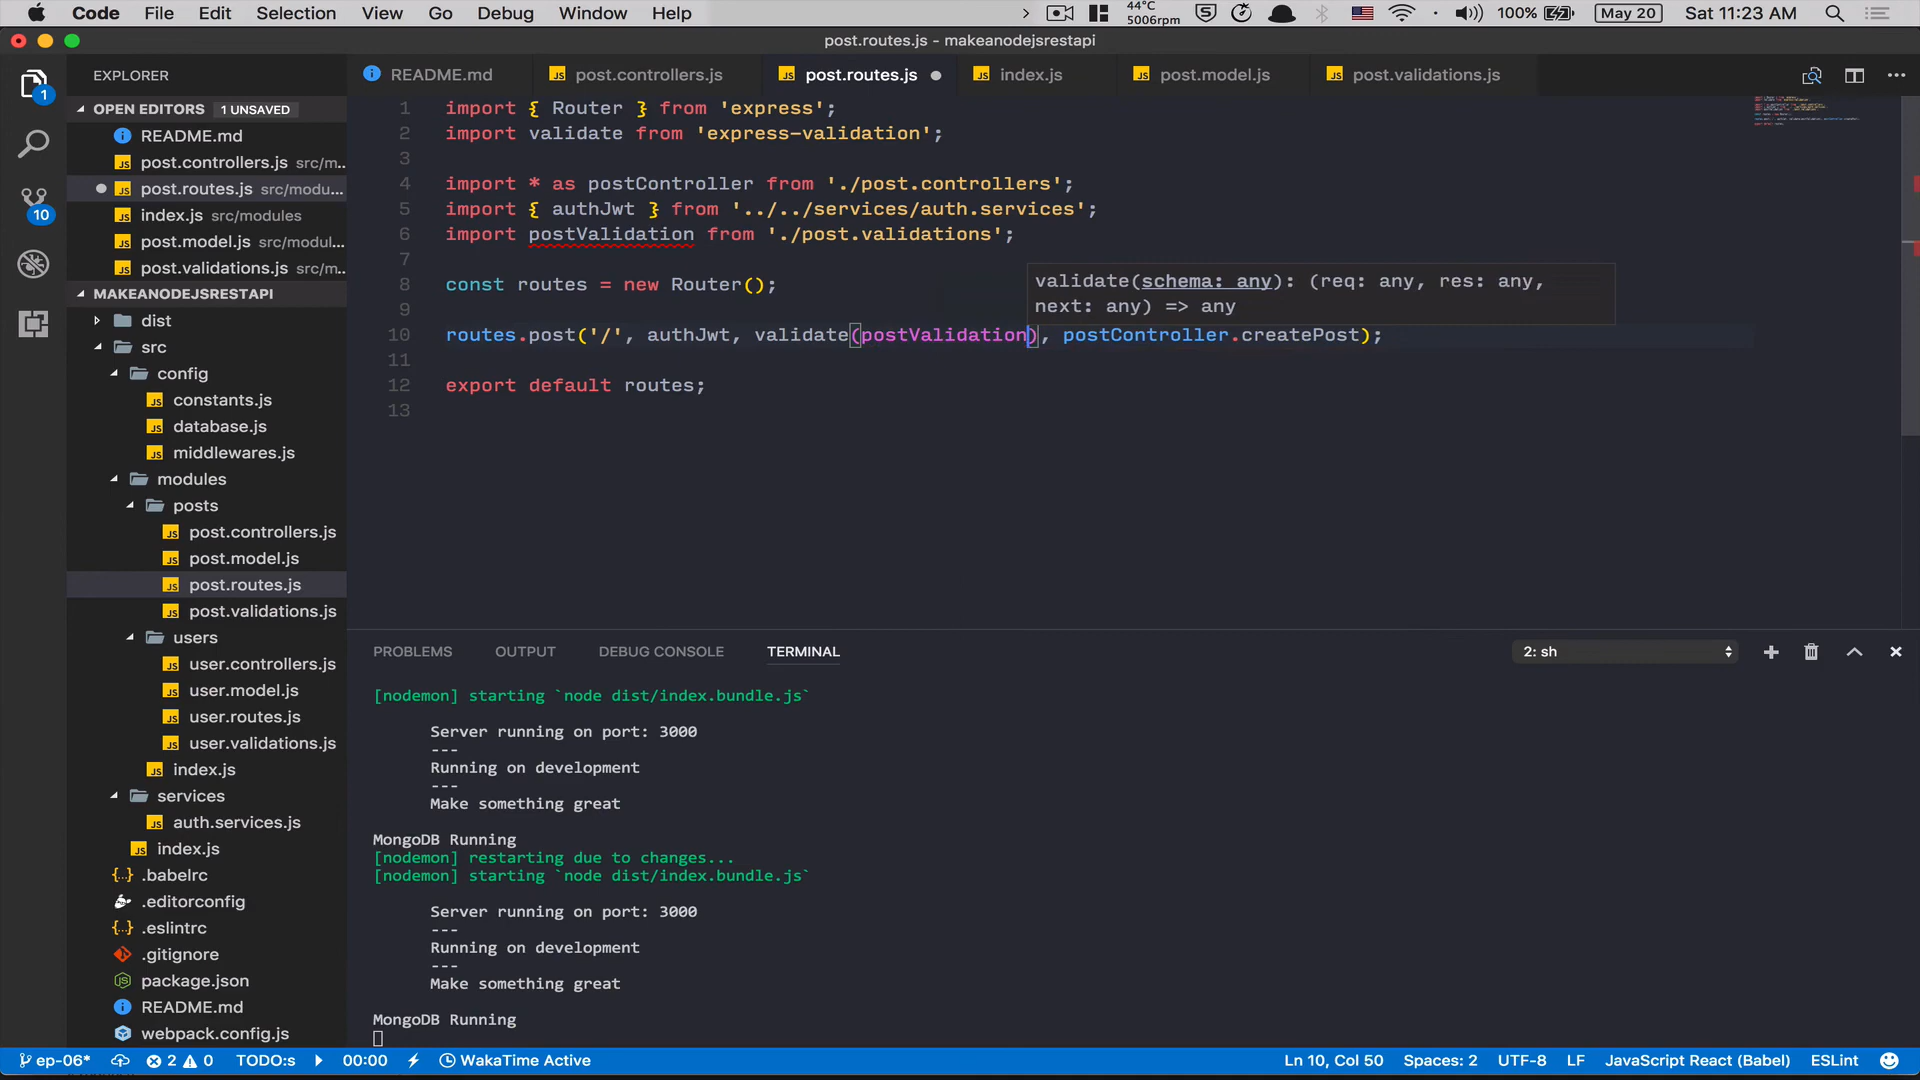 Code File Edit Selection View Go Debug Window Help
44°C
5006rpm
100%
May 20
Sat 11:23 AM
post.routes.js - makeanodejsrestapi
EXPLORER
README.md
post.controllers.js
post.routes.js
index.js
post.model.js
post.validations.js
OPEN EDITORS 1 UNSAVED
README.md
post.controllers.js src/m...
post.routes.js src/modu...
index.js src/modules
post.model.js src/modul...
post.validations.js src/m...
MAKEANODEJSRESTAPI
dist
src
config
constants.js
database.js
middlewares.js
modules
posts
post.controllers.js
post.model.js
post.routes.js
post.validations.js
users
user.controllers.js
user.model.js
user.routes.js
user.validations.js
index.js
services
auth.services.js
index.js
.babelrc
.editorconfig
.eslintrc
.gitignore
package.json
README.md
webpack.config.js
1
10
1 import { Router } from 'express';
2 import validate from 'express-validation';
3
4 import * as postController from './post.controllers';
5 import { authJwt } from '../../services/auth.services';
6 import postValidation from './post.validations';
7
8 const routes = new Router();
9
10 routes.post('/', authJwt, validate(postValidation), postController.createPost);
11
12 export default routes;
13
validate(schema: any): (req: any, res: any,
next: any) => any
PROBLEMS OUTPUT DEBUG CONSOLE TERMINAL
2: sh
[nodemon] starting `node dist/index.bundle.js`
Server running on port: 3000
---
Running on development
---
Make something great
MongoDB Running
[nodemon] restarting due to changes...
[nodemon] starting `node dist/index.bundle.js`
Server running on port: 3000
---
Running on development
---
Make something great
MongoDB Running
ep-06* 2 0 TODO:s 00:00 WakaTime Active
Ln 10, Col 50 Spaces: 2 UTF-8 LF JavaScript React (Babel) ESLint